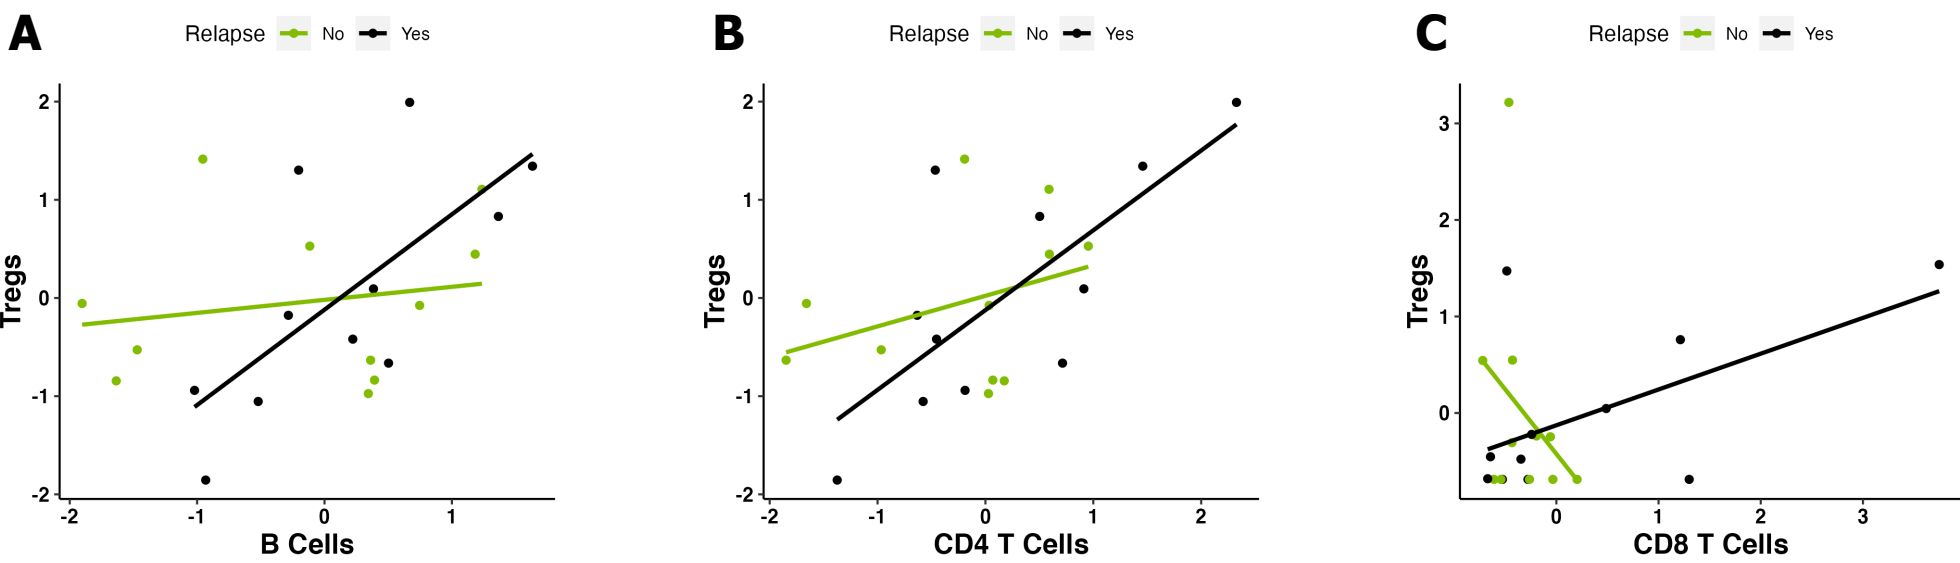 A
Relapse No Yes
2
1
0
-1
-2
Tregs
-2 -1 0 1
B Cells
B
Relapse No Yes
2
1
0
-1
-2
Tregs
-2 -1 0 1 2
CD4 T Cells
C
Relapse No Yes
3
2
1
0
Tregs
0 1 2 3
CD8 T Cells